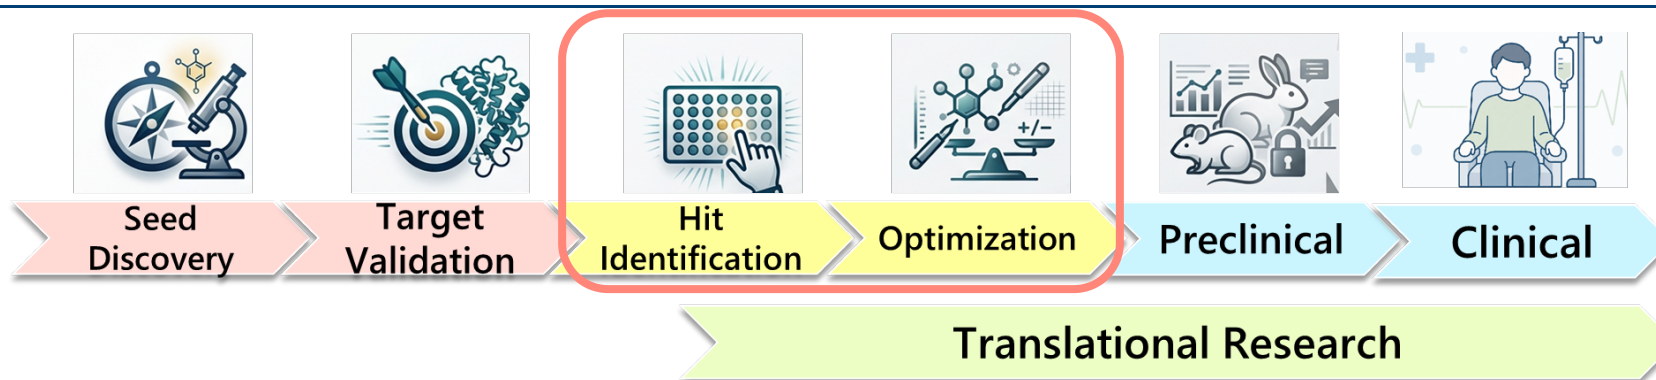 +/−
Seed
Discovery
Target
Validation
Hit
Identification
Optimization
Preclinical
Clinical
Translational Research